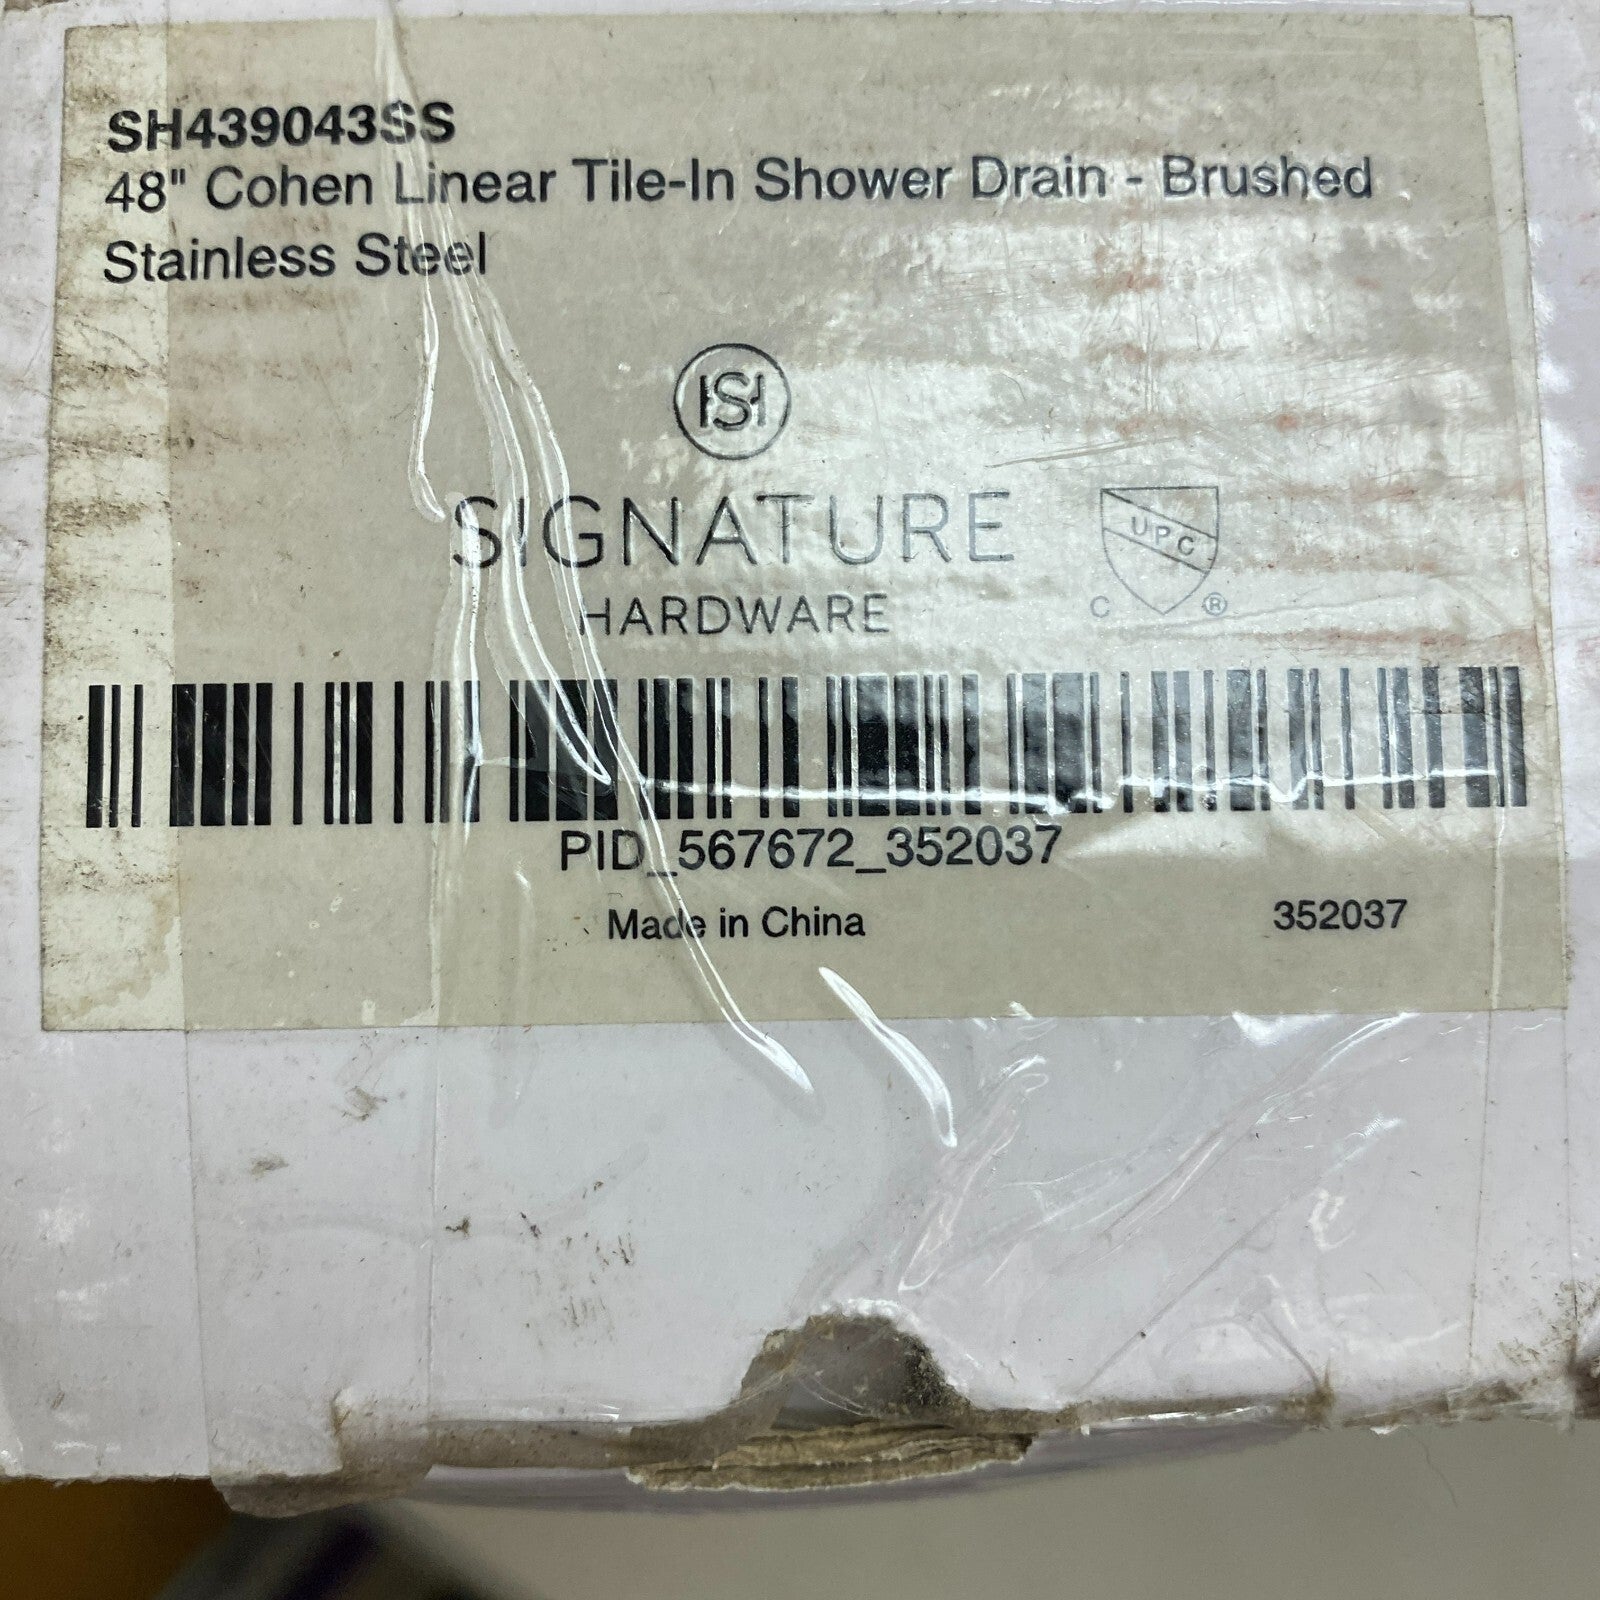 SH439043SS
48" Cohen Linear Tile-In Shower Drain - Brushed
Stainless Steel
SH
SIGNATURE
HARDWARE
UPC
C ®
PID_567672_352037
Made in China
352037